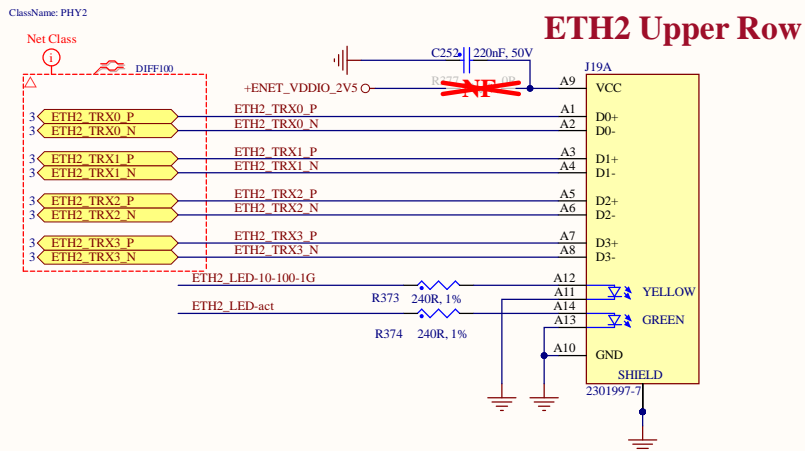 ClassName: PHY2
ETH2 Upper Row
Net Class
i
DIFF100
C252 220nF, 50V
J19A
+ENET_VDDIO_2V5
R377 0R
NF
A9 VCC
3 ETH2_TRX0_P ETH2_TRX0_P A1 D0+
3 ETH2_TRX0_N ETH2_TRX0_N A2 D0-
3 ETH2_TRX1_P ETH2_TRX1_P A3 D1+
3 ETH2_TRX1_N ETH2_TRX1_N A4 D1-
3 ETH2_TRX2_P ETH2_TRX2_P A5 D2+
3 ETH2_TRX2_N ETH2_TRX2_N A6 D2-
3 ETH2_TRX3_P ETH2_TRX3_P A7 D3+
3 ETH2_TRX3_N ETH2_TRX3_N A8 D3-
ETH2_LED-10-100-1G A12
R373 240R, 1% A11 YELLOW
ETH2_LED-act A14
A13 GREEN
R374 240R, 1%
A10 GND
SHIELD
2301997-7